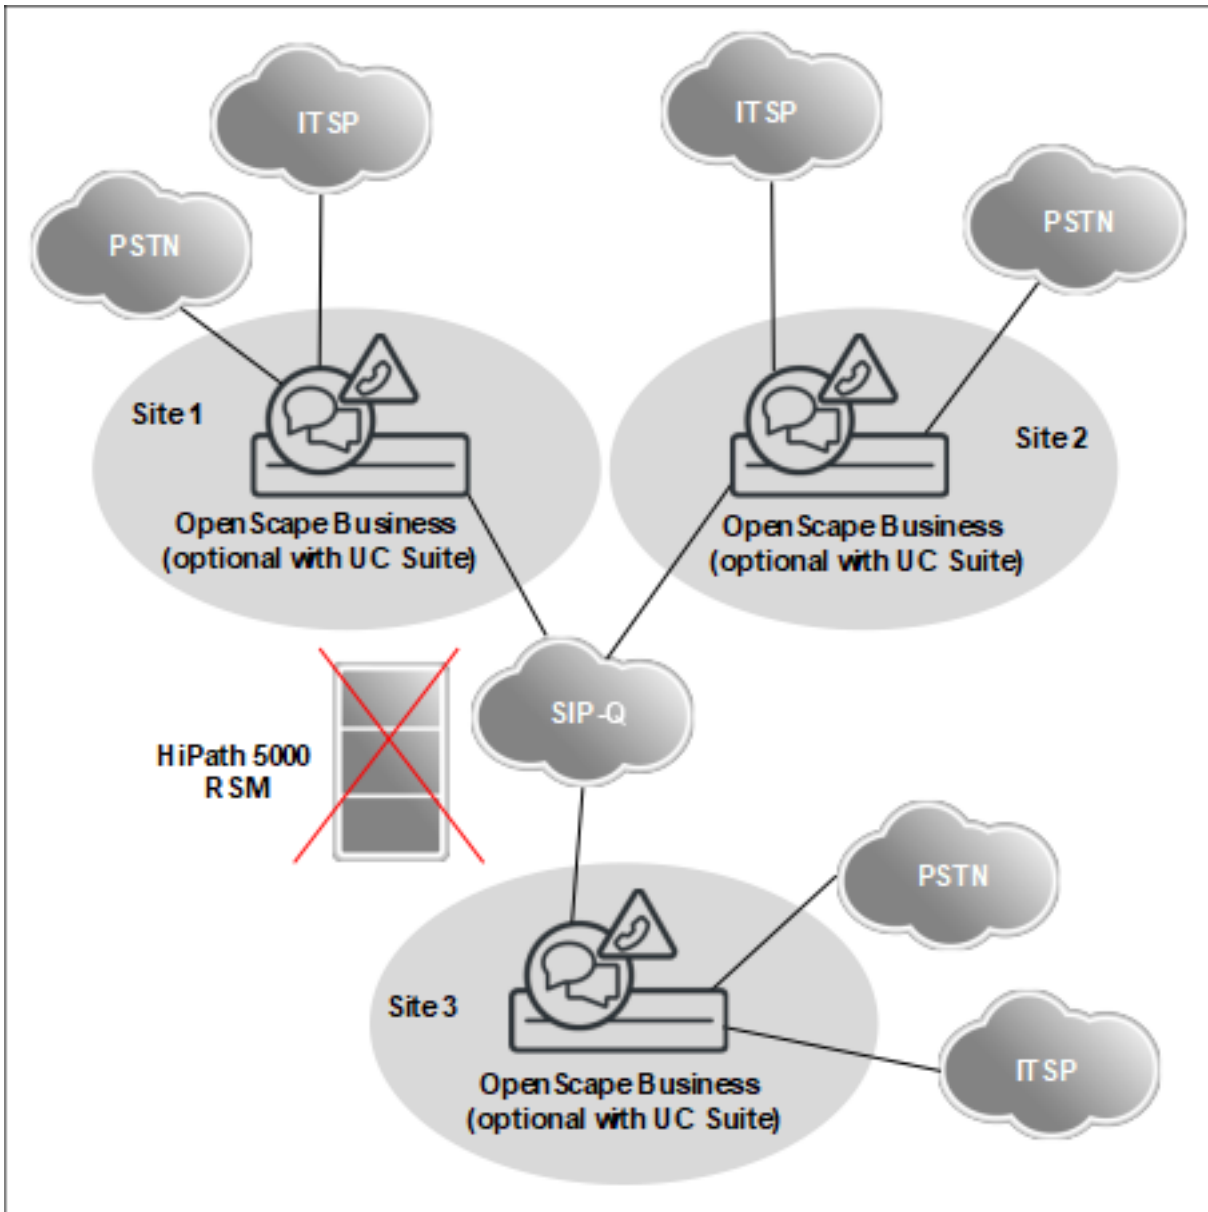 ITSP
ITSP
PSTN
PSTN
Site 1
Site 2
OpenScape Business
(optional with UC Suite)
OpenScape Business
(optional with UC Suite)
SIP-Q
HiPath 5000
RSM
PSTN
Site 3
ITSP
OpenScape Business
(optional with UC Suite)